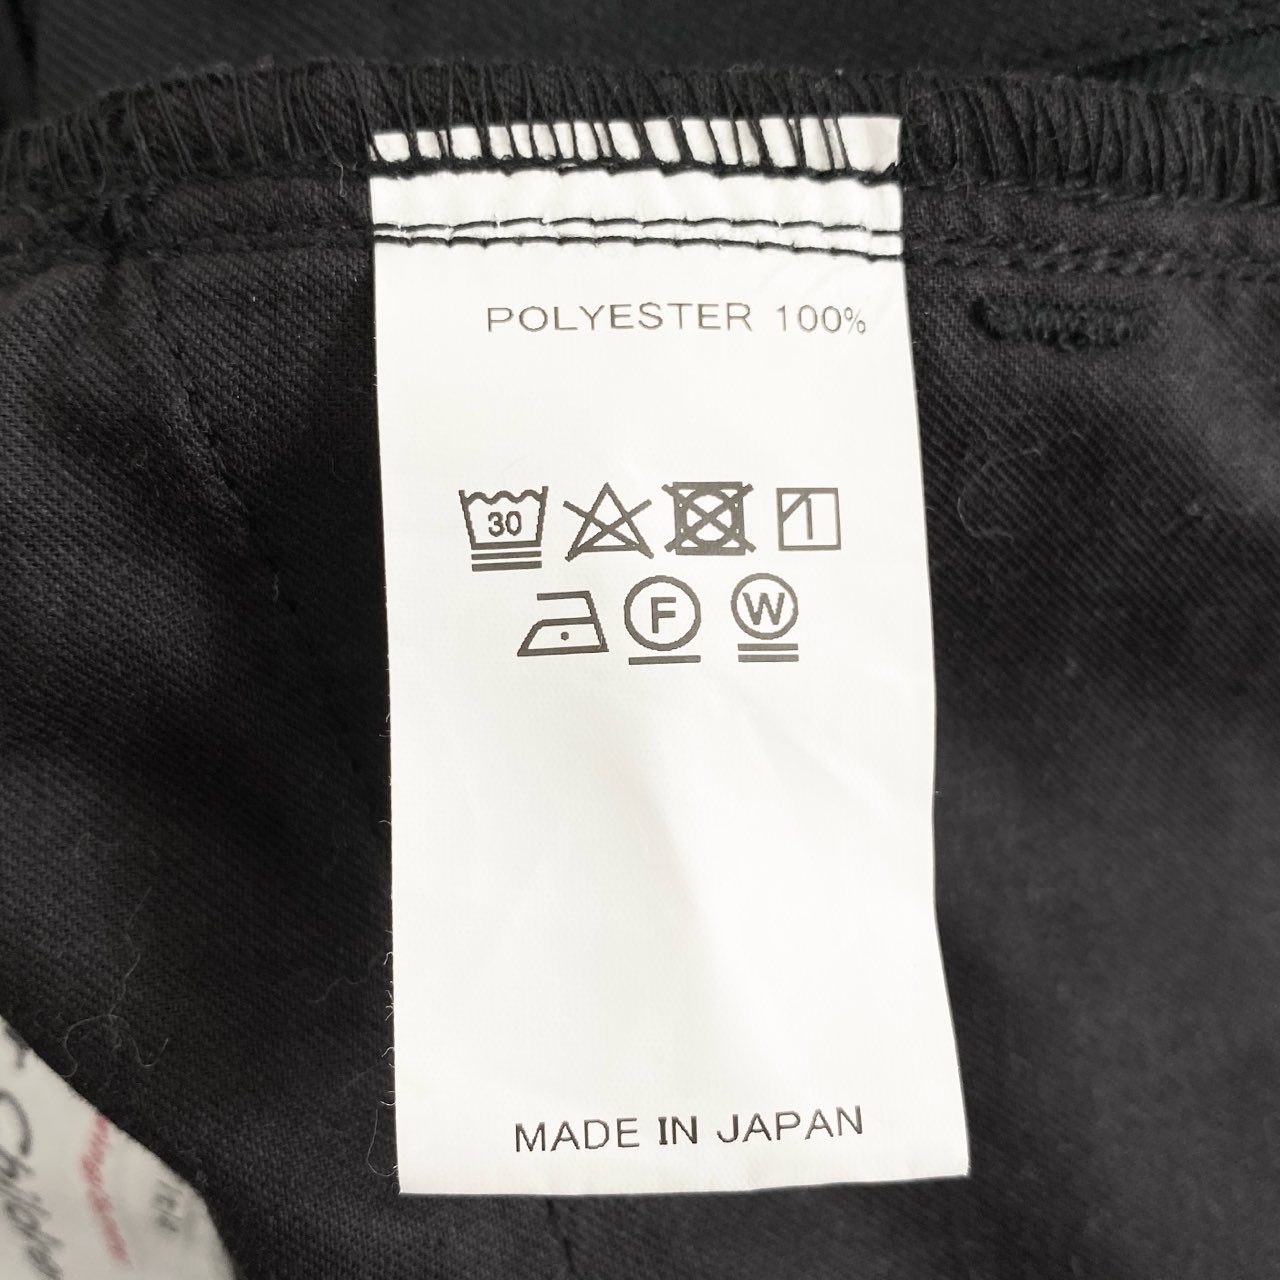 POLYESTER 100%
30
F W
MADE IN JAPAN